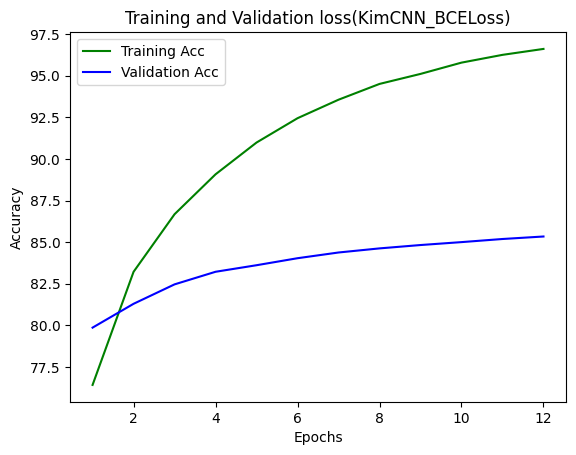 Training and Validation loss(KimCNN_BCELoss)
97.5
95.0
92.5
90.0
87.5
85.0
82.5
80.0
77.5
Accuracy
Training Acc
Validation Acc
2 4 6 8 10 12
Epochs